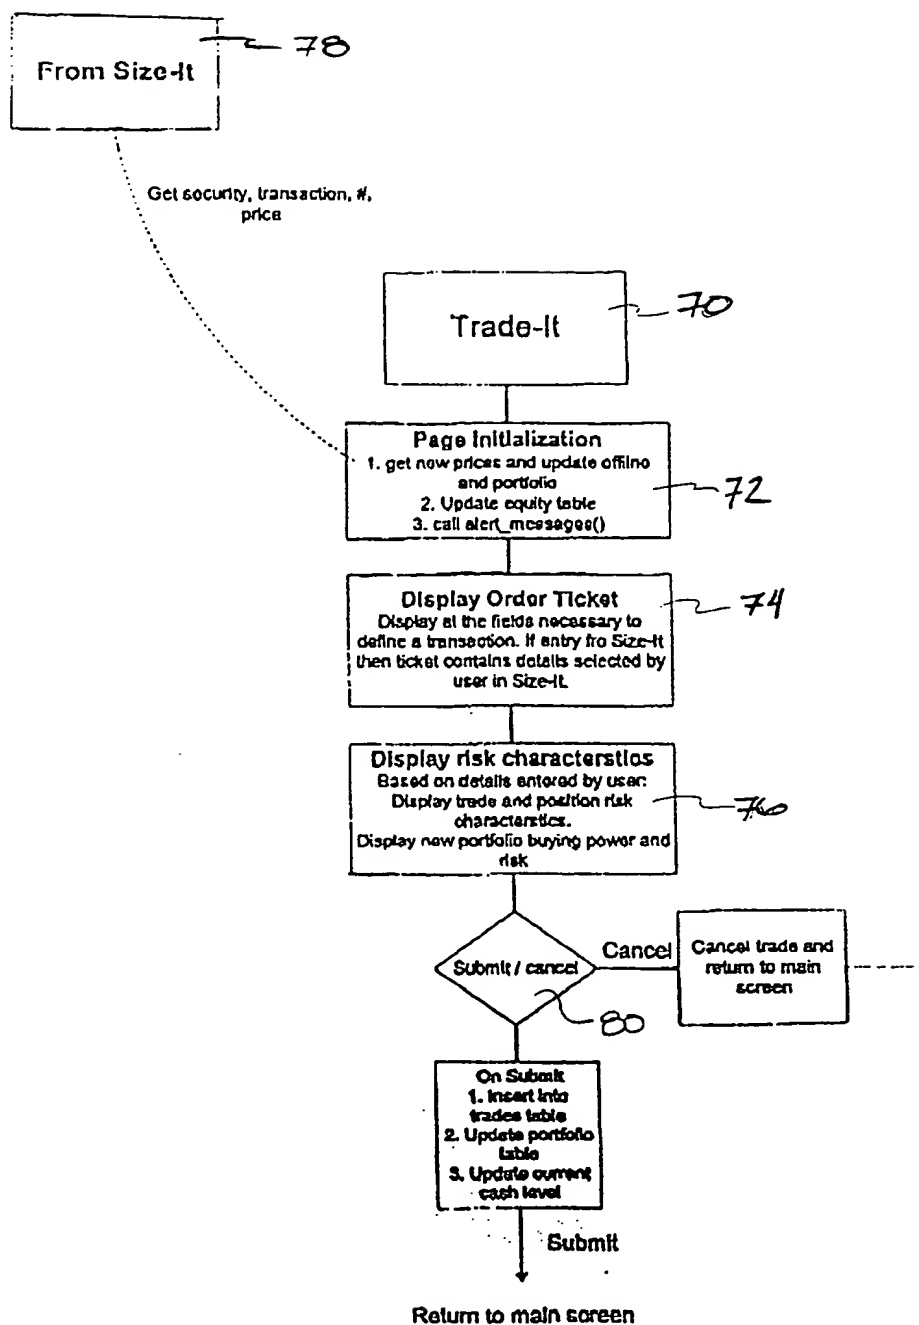 From Size-It
78
Get security, transaction, #,
price
Trade-It
70
Page Initialization
1. get new prices and update offline
and portfolio
2. Update equity table
3. call alert_messages()
72
Display Order Ticket
Display al the fields necessary to
define a transaction. If entry fro Size-It
then ticket contains details selected by
user in Size-It.
74
Display risk characterstics
Based on details entered by user:
Display trade and position risk
characterstics.
Display new portfolio buying power and
risk
76
Submit / cancel
80
Cancel
Cancel trade and
return to main
screen
On Submit
1. Insert into
trades table
2. Update portfolio
table
3. Update current
cash level
Submit
Return to main screen